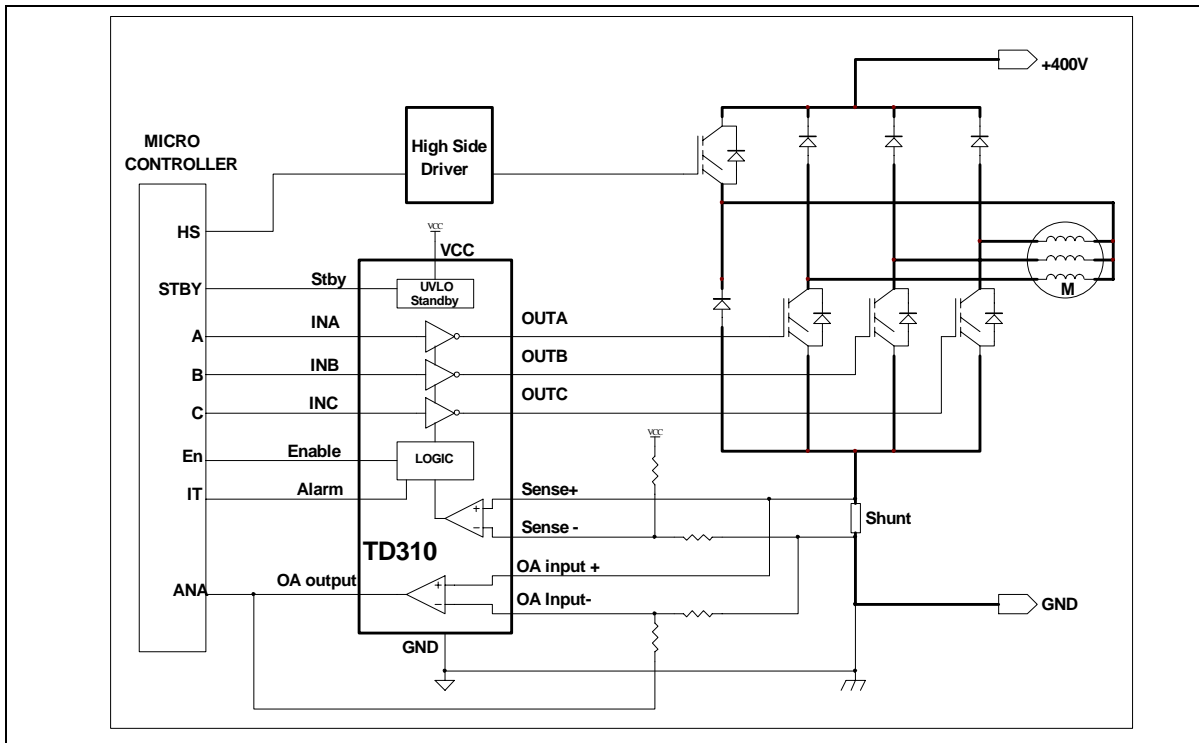 +400V
MICRO
CONTROLLER
High Side
Driver
HS
VCC
VCC
STBY
Stby
UVLO
Standby
M
A
INA
OUTA
B
INB
OUTB
C
INC
OUTC
En
Enable
LOGIC
VCC
IT
Alarm
Sense+
+
Shunt
Sense -
−
TD310
ANA
OA output
OA input +
+
OA Input-
−
GND
GND